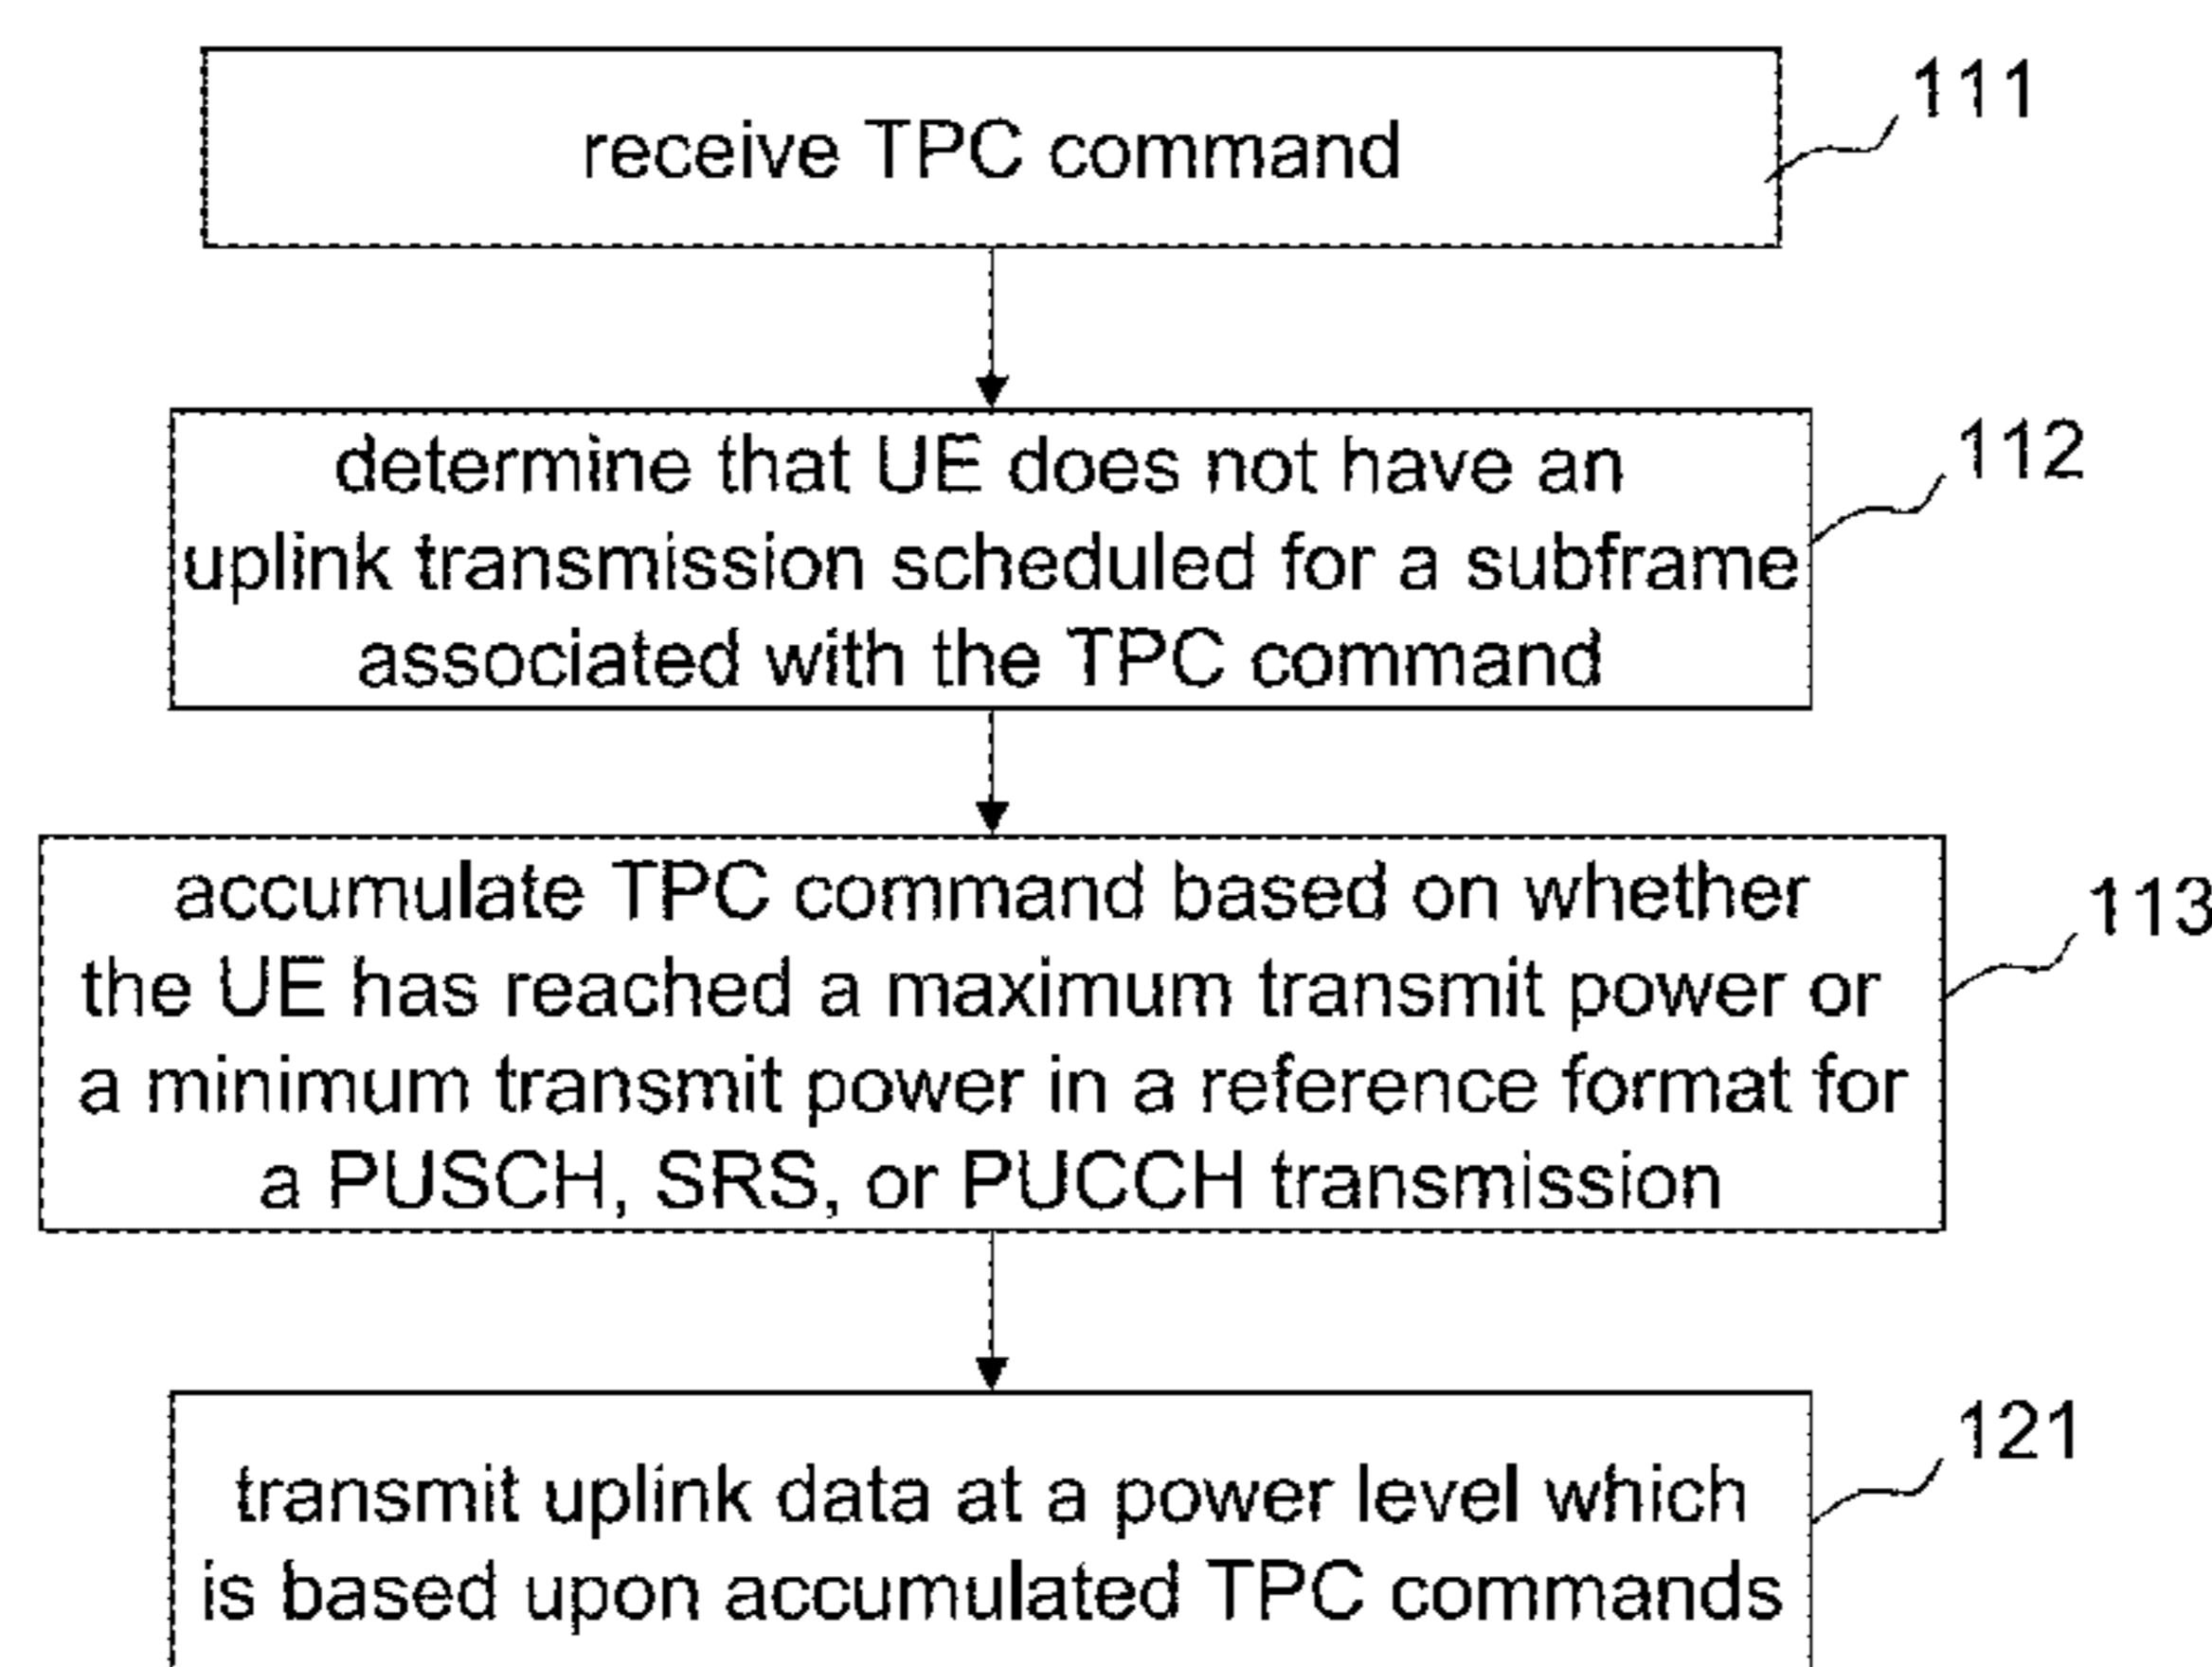 receive TPC command
111
determine that UE does not have an
uplink transmission scheduled for a subframe
associated with the TPC command
112
accumulate TPC command based on whether
the UE has reached a maximum transmit power or
a minimum transmit power in a reference format for
a PUSCH, SRS, or PUCCH transmission
113
transmit uplink data at a power level which
is based upon accumulated TPC commands
121